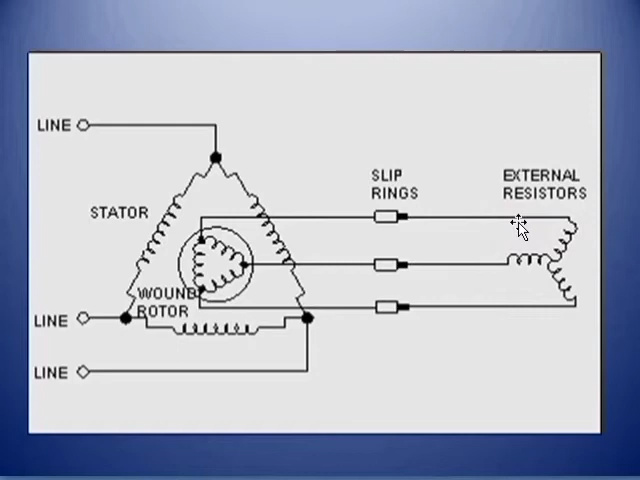 LINE
SLIP
RINGS
EXTERNAL
RESISTORS
STATOR
WOUND
ROTOR
LINE
LINE